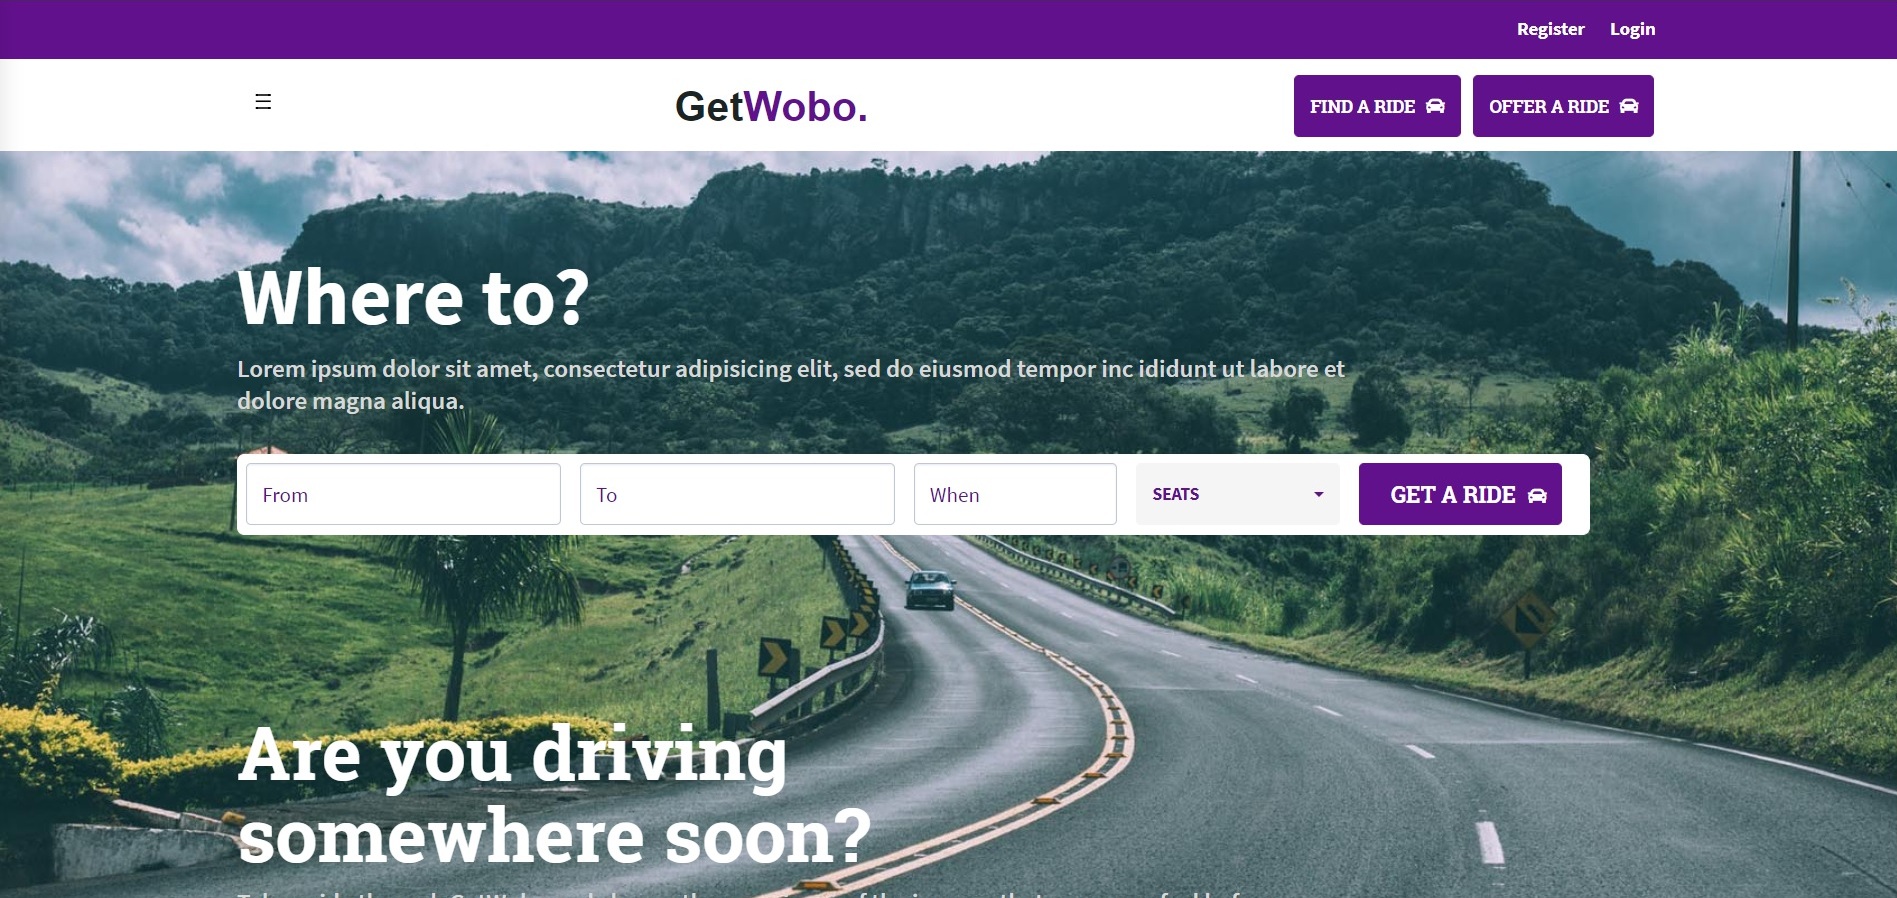 Register Login
GetWobo.
FIND A RIDE OFFER A RIDE
Where to?
Lorem ipsum dolor sit amet, consectetur adipisicing elit, sed do eiusmod tempor inc ididunt ut labore et
dolore magna aliqua.
From To When SEATS GET A RIDE
Are you driving
somewhere soon?